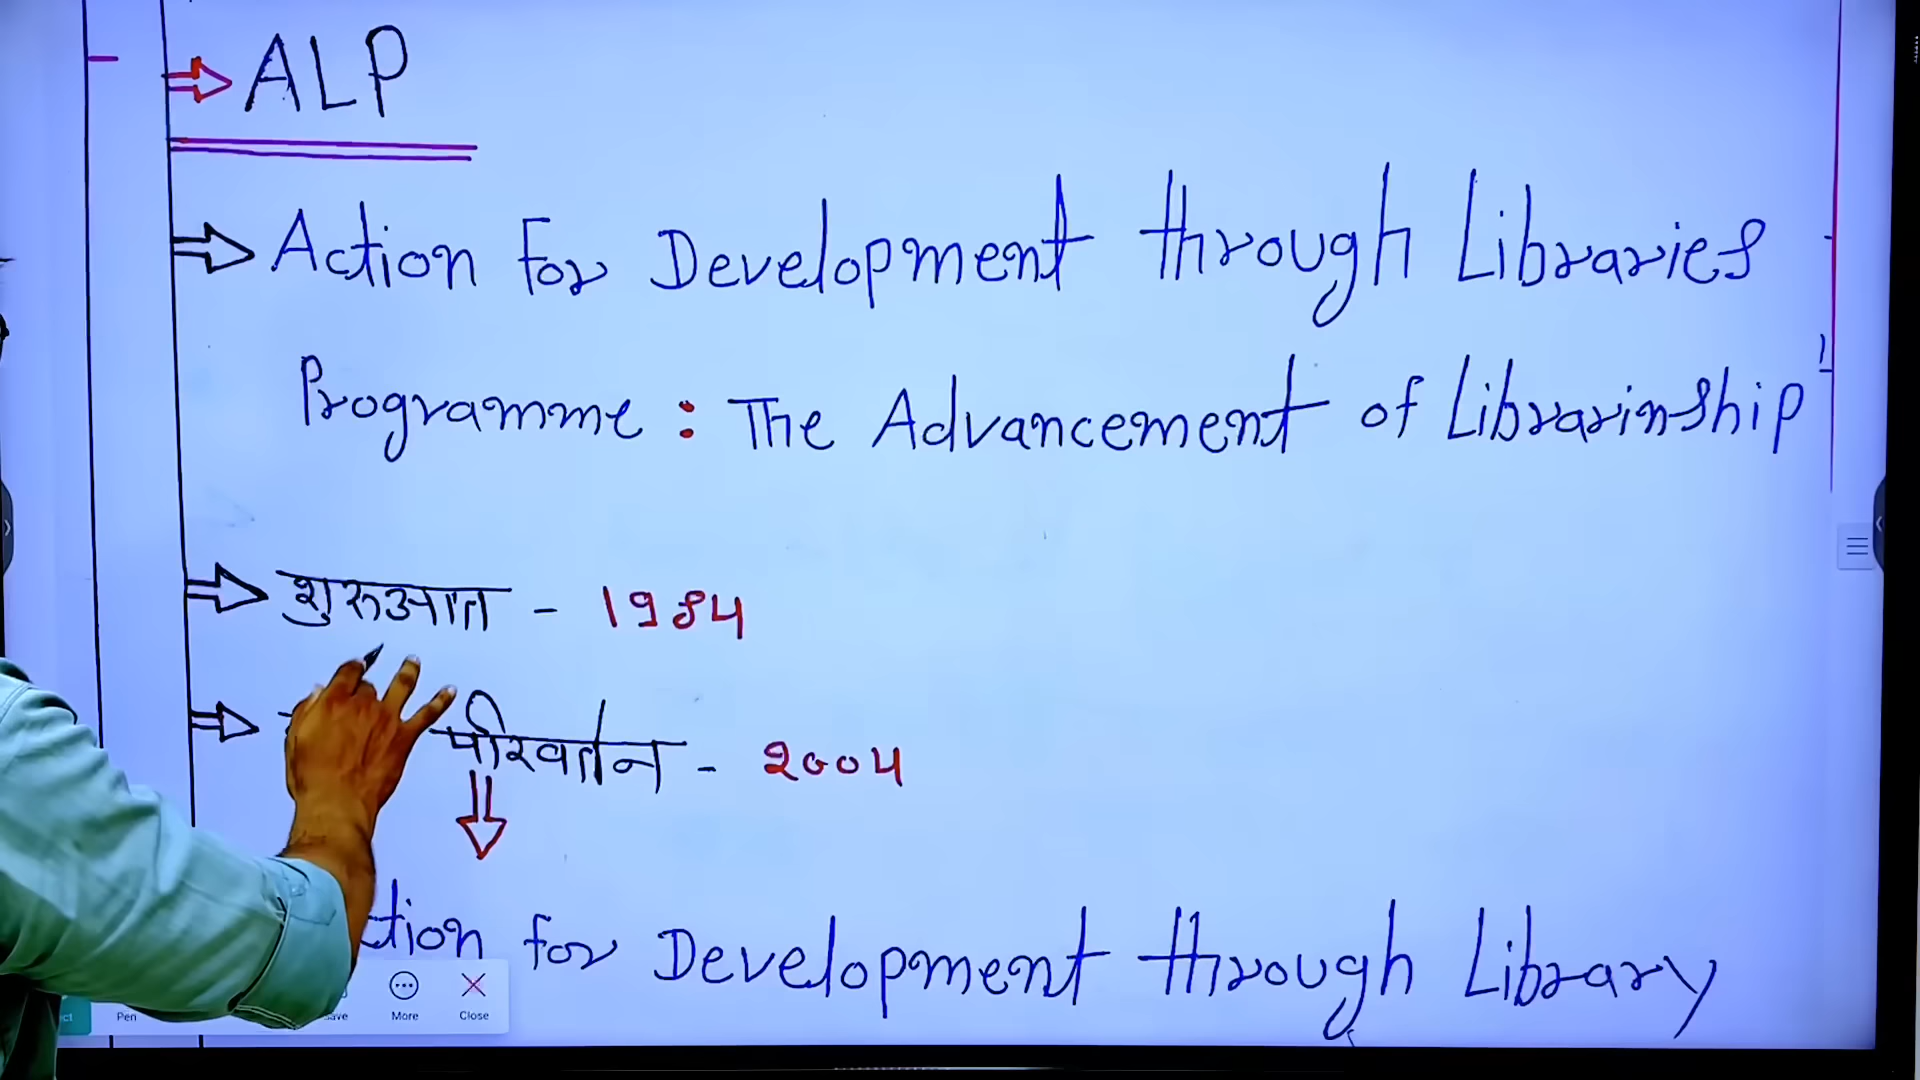 ALP
Action For Development through Libraries
Programme : The Advancement of Librarinship
शुरुआत - 1984
परिवर्तन - 2004
for Development through Library
Pen
More
Close